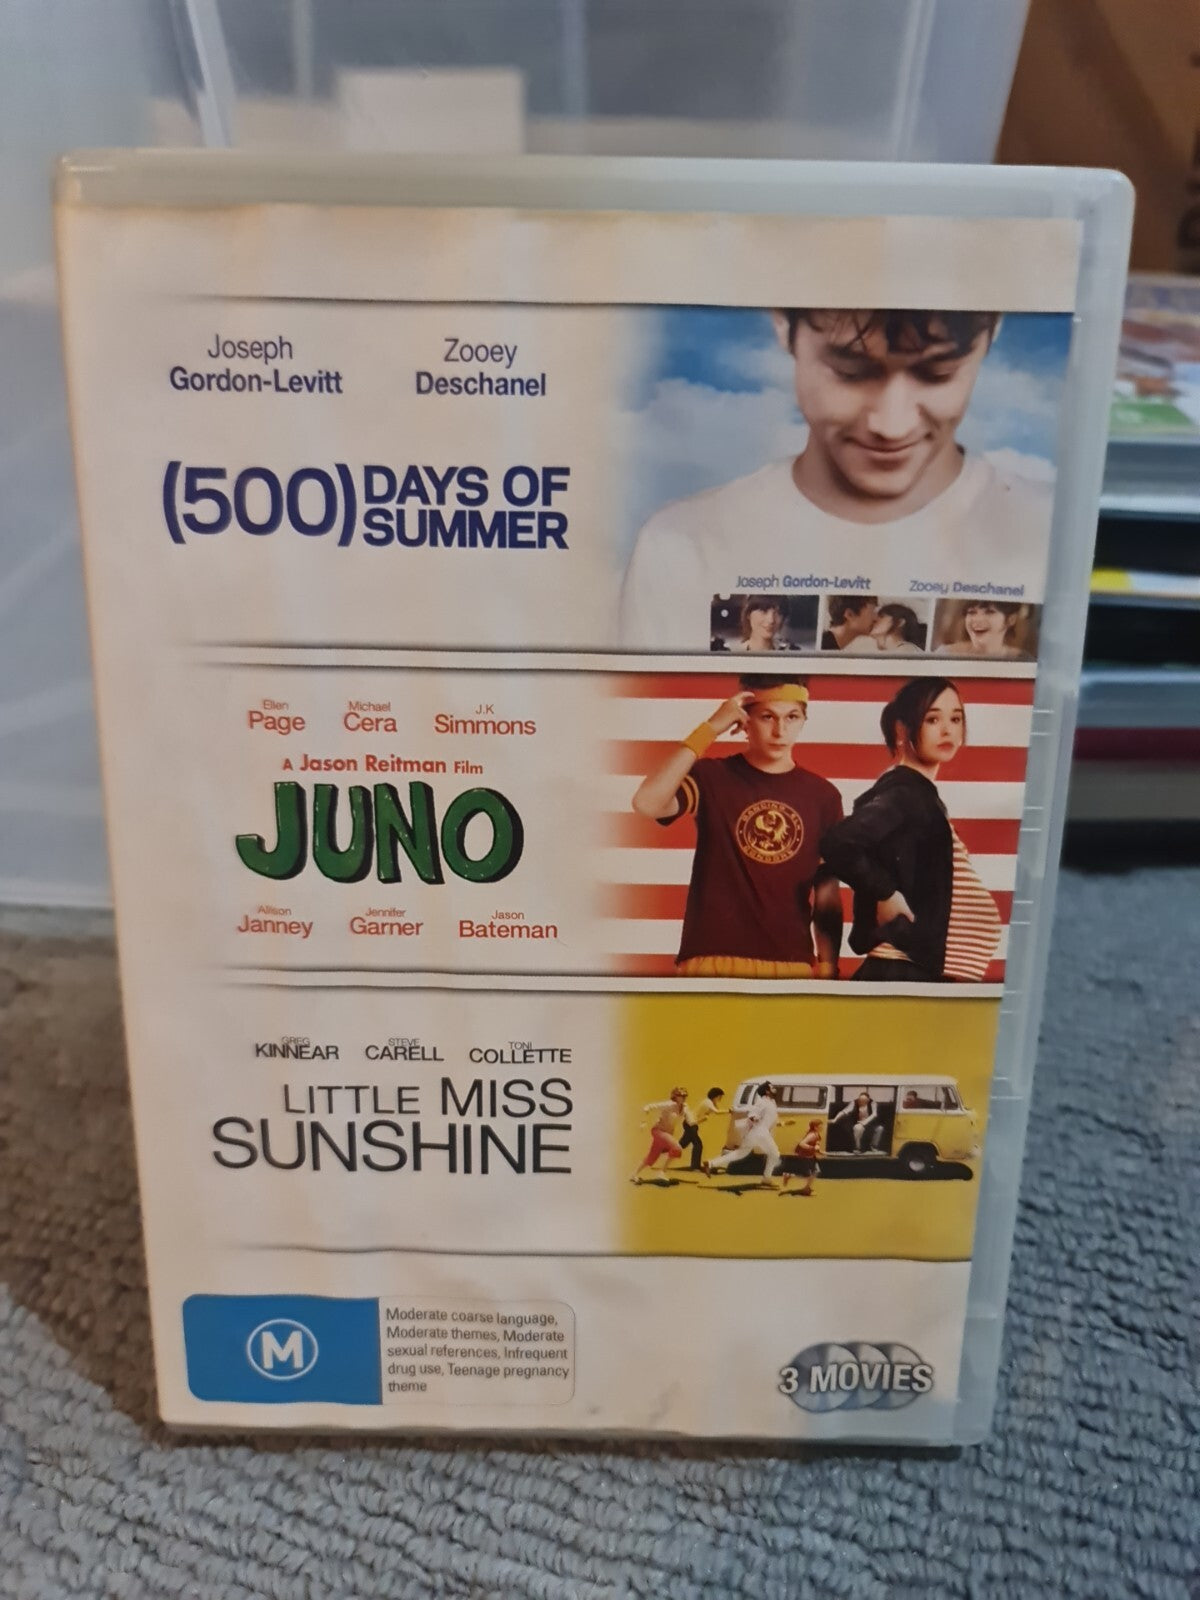 Joseph Zooey
Gordon-Levitt Deschanel
(500) DAYS OF
SUMMER
Joseph Gordon-Levitt Zooey Deschanel
Ellen Michael J.K
Page Cera Simmons
A Jason Reitman Film
JUNO
Allison Jennifer Jason
Janney Garner Bateman
GREG STEVE TONI
KINNEAR CARELL COLLETTE
LITTLE MISS
SUNSHINE
M
Moderate coarse language,
Moderate themes, Moderate
sexual references, Infrequent
drug use, Teenage pregnancy
theme
3 MOVIES